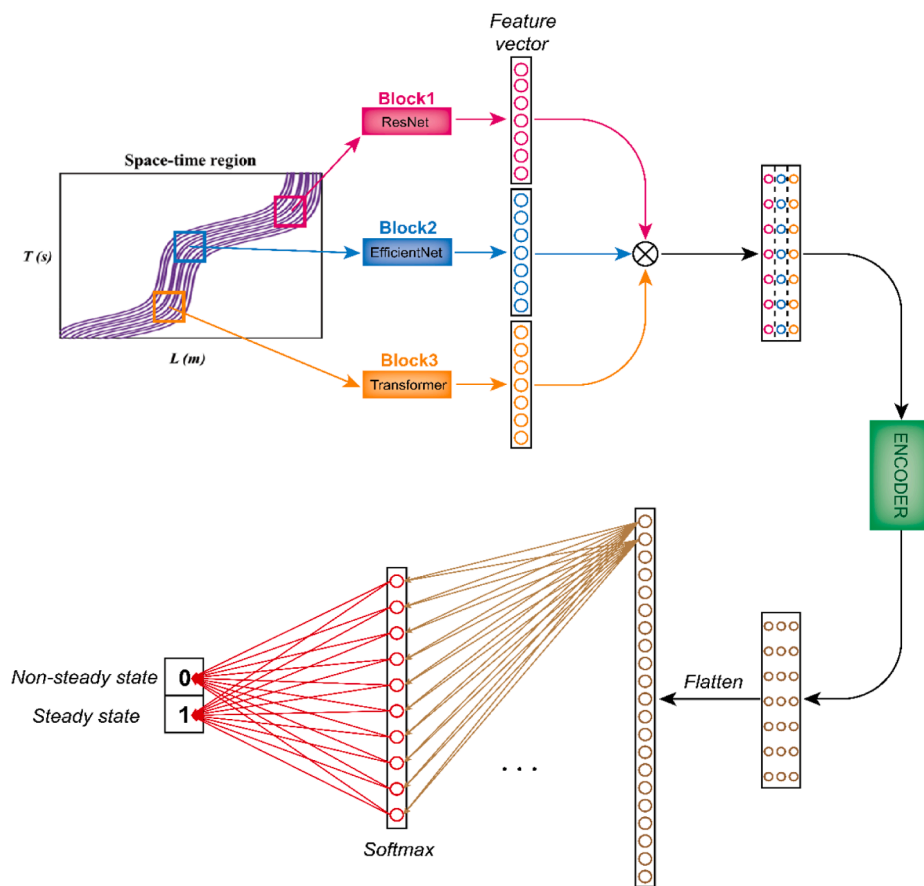 Feature
vector
Block1
ResNet
Space-time region
Block2
EfficientNet
T (s)
L (m)
Block3
Transformer
ENCODER
Non-steady state
0
Steady state
1
Flatten
. . .
Softmax